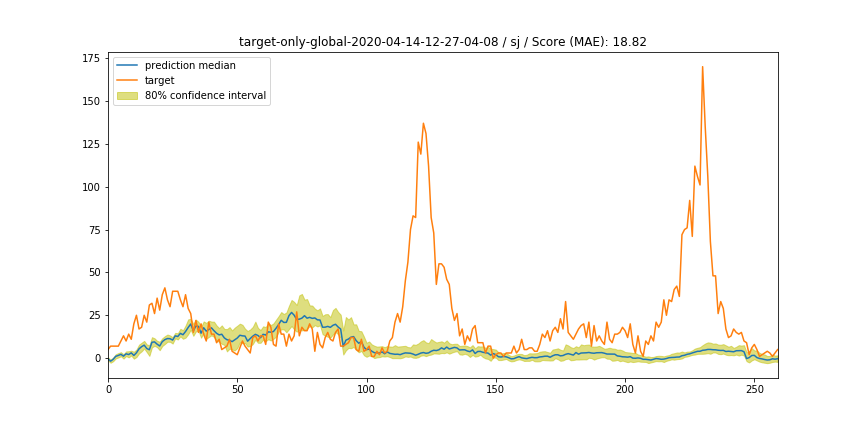 target-only-global-2020-04-14-12-27-04-08 / sj / Score (MAE): 18.82
prediction median
target
80% confidence interval
175
150
125
100
75
50
25
0
0 50 100 150 200 250